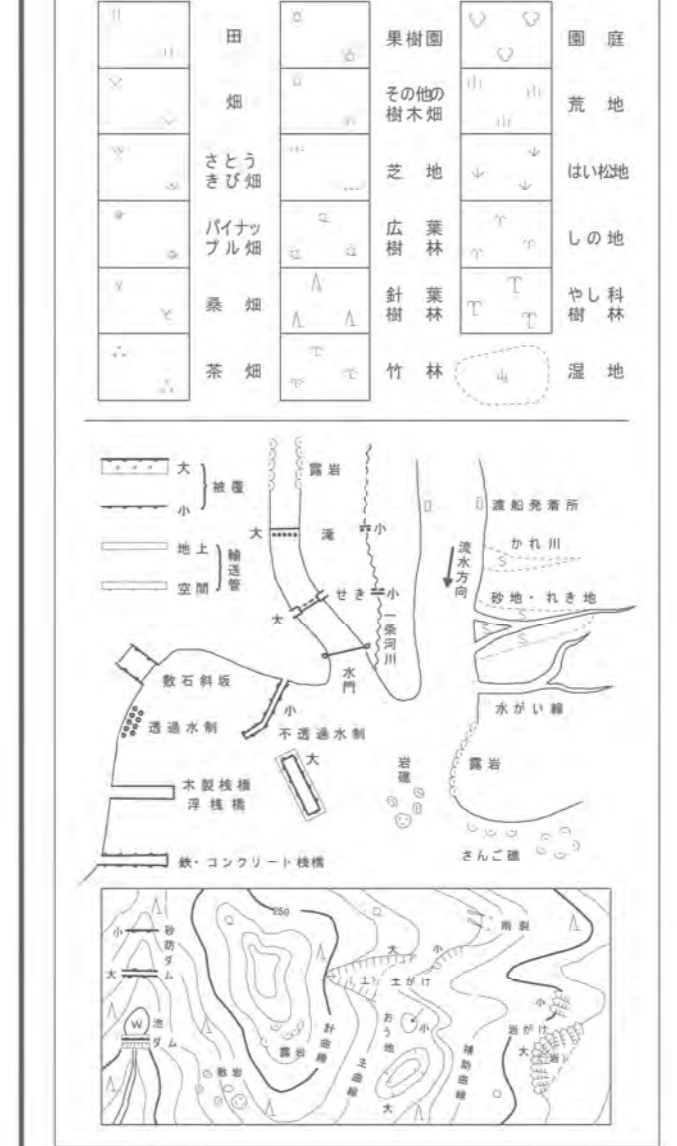 田
果樹園
園庭
畑
その他の
樹木畑
荒地
さとう
きび畑
芝地
はい松地
パイナッ
プル畑
広葉
樹林
しの地
桑畑
針葉
樹林
やし科
樹林
茶畑
竹林
湿地
大
小
被覆
地上
空間
輸送管
露岩
大
滝
小
せき
小
大
一条河川
水門
渡船発着所
かれ川
流水方向
砂地・れき地
S
S
S
水がい線
敷石斜坂
透過水制
小
不透過水制
大
木製桟橋
浮桟橋
鉄・コンクリート桟橋
岩礁
露岩
さんご礁
小
砂防ダム
大
W
池
ダム
250
露岩
散岩
計曲線
主曲線
大
小
(土)
土がけ
おう地
小
大
補助曲線
雨裂
小
岩がけ
大
(岩)